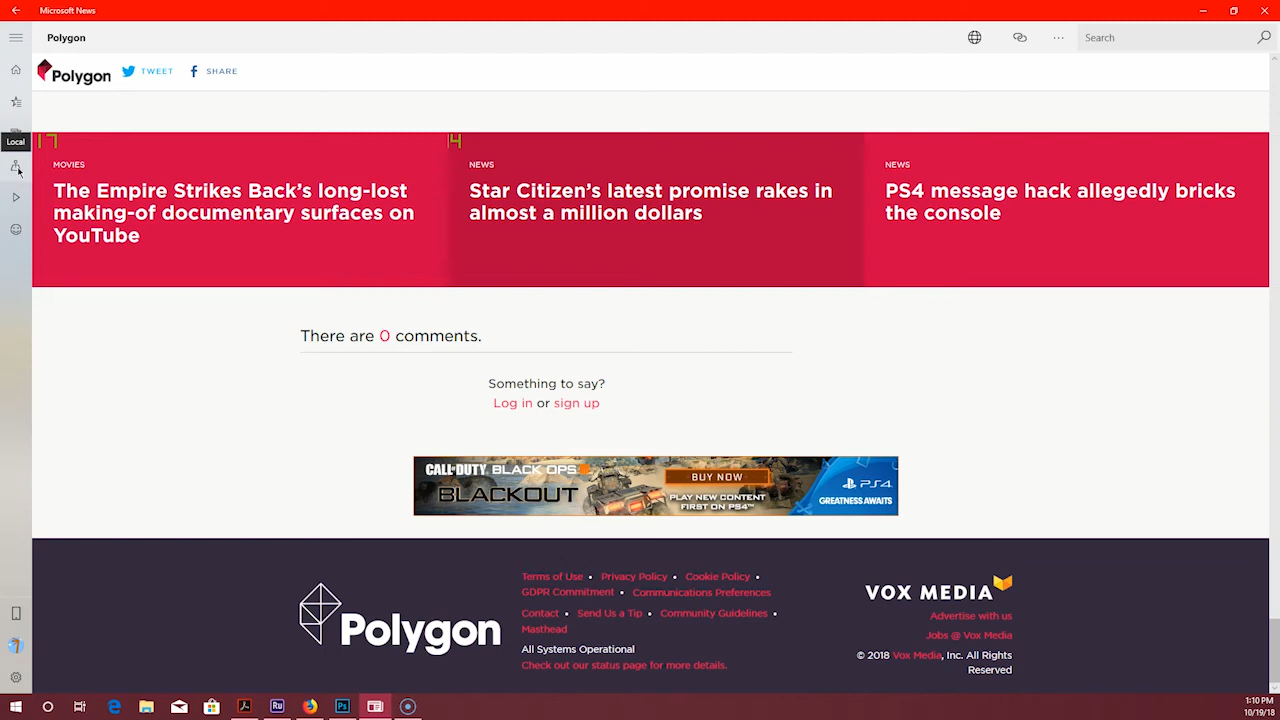 Microsoft News
Polygon
Search
Polygon
TWEET
SHARE
Local
17
14
MOVIES
The Empire Strikes Back’s long-lost
making-of documentary surfaces on
YouTube
NEWS
Star Citizen’s latest promise rakes in
almost a million dollars
NEWS
PS4 message hack allegedly bricks
the console
There are 0 comments.
Something to say?
Log in or sign up
CALL OF DUTY BLACK OPS
BLACKOUT
BUY NOW
PLAY NEW CONTENT
FIRST ON PS4™
PS4
GREATNESS AWAITS
Polygon
Terms of Use • Privacy Policy • Cookie Policy •
GDPR Commitment • Communications Preferences
Contact • Send Us a Tip • Community Guidelines •
Masthead
All Systems Operational
Check out our status page for more details.
VOX MEDIA
Advertise with us
Jobs @ Vox Media
© 2018 Vox Media, Inc. All Rights
Reserved
Ru
Ps
1:10 PM
10/19/18